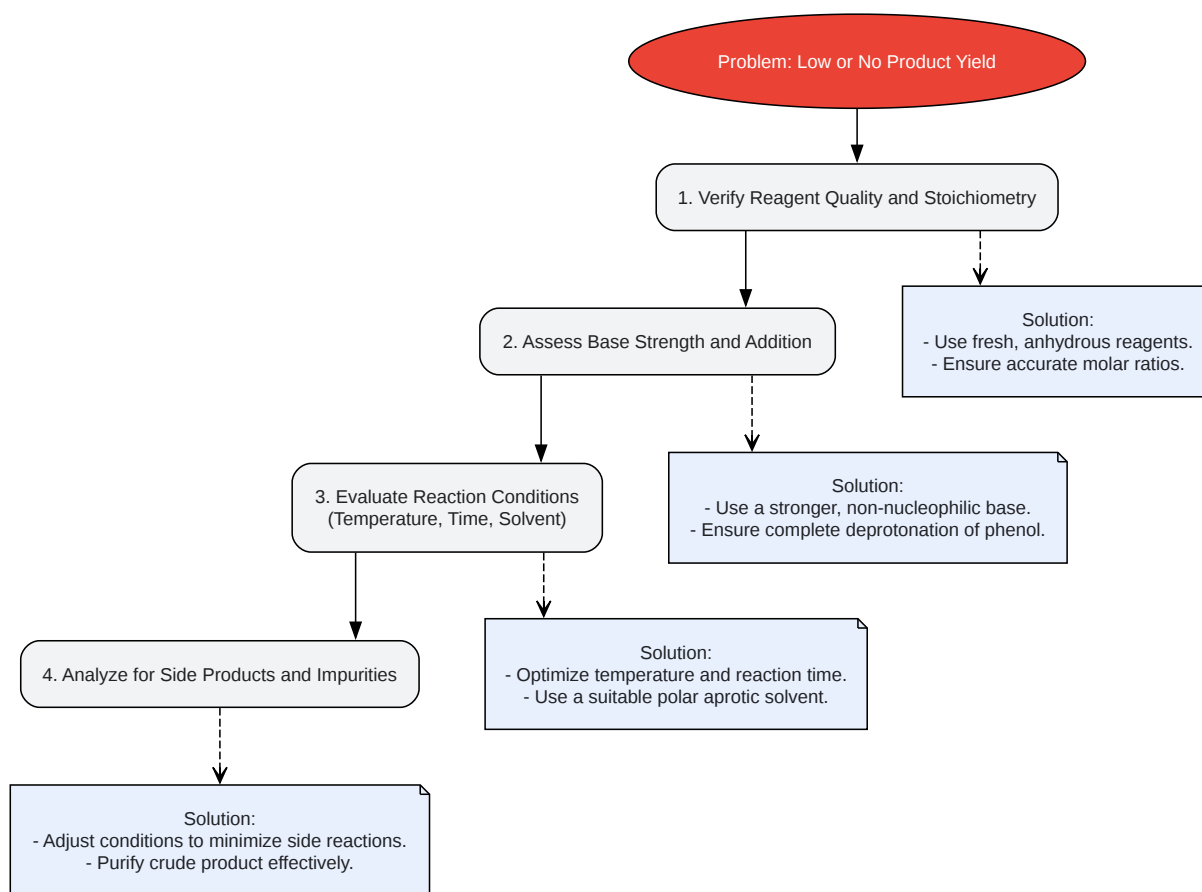 Problem: Low or No Product Yield
1. Verify Reagent Quality and Stoichiometry
Solution:
- Use fresh, anhydrous reagents.
- Ensure accurate molar ratios.
2. Assess Base Strength and Addition
Solution:
- Use a stronger, non-nucleophilic base.
- Ensure complete deprotonation of phenol.
3. Evaluate Reaction Conditions
(Temperature, Time, Solvent)
Solution:
- Optimize temperature and reaction time.
- Use a suitable polar aprotic solvent.
4. Analyze for Side Products and Impurities
Solution:
- Adjust conditions to minimize side reactions.
- Purify crude product effectively.